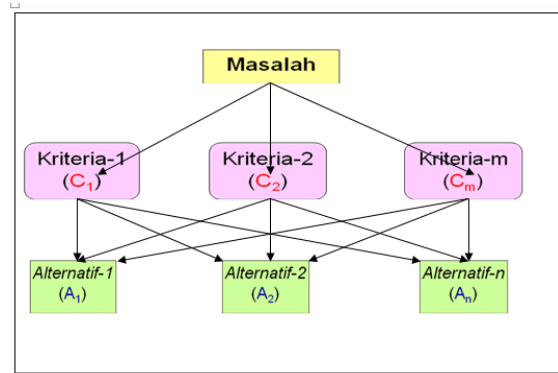 Masalah
Kriteria-1
(C₁)
Kriteria-2
(C₂)
Kriteria-m
(Cₘ)
Alternatif-1
(A₁)
Alternatif-2
(A₂)
Alternatif-n
(Aₙ)